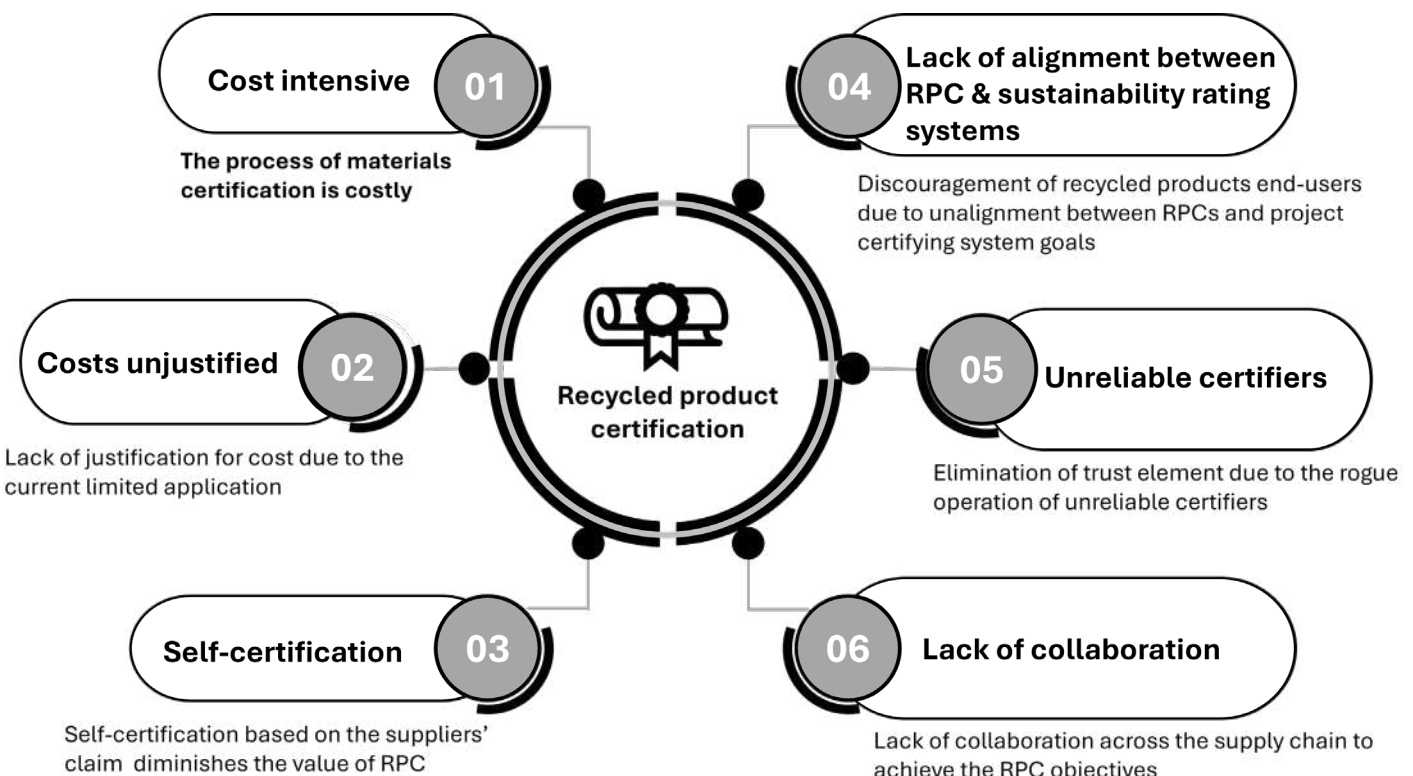 Cost intensive
01
The process of materials
certification is costly
Costs unjustified
02
Lack of justification for cost due to the
current limited application
Self-certification
03
Self-certification based on the suppliers'
claim diminishes the value of RPC
Recycled product
certification
04
Lack of alignment between
RPC & sustainability rating
systems
Discouragement of recycled products end-users
due to unalignment between RPCs and project
certifying system goals
05
Unreliable certifiers
Elimination of trust element due to the rogue
operation of unreliable certifiers
06
Lack of collaboration
Lack of collaboration across the supply chain to
achieve the RPC objectives